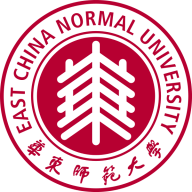 EAST CHINA NORMAL UNIVERSITY
華東師範大學